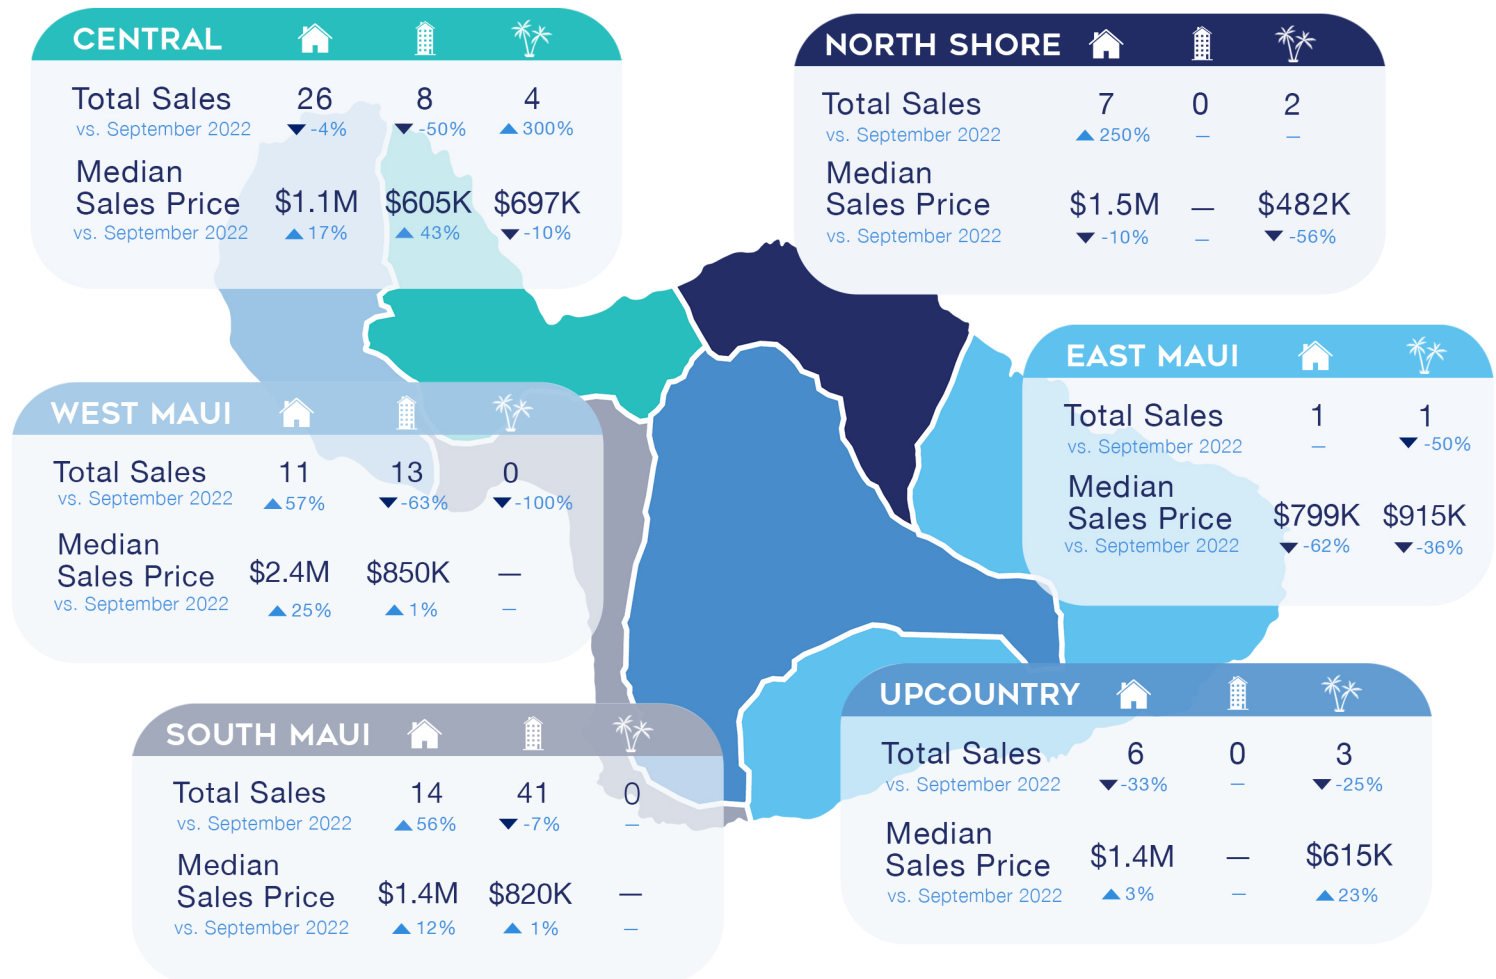 CENTRAL
Total Sales 26 8 4
vs. September 2022 ▼ -4% ▼ -50% ▲ 300%
Median
Sales Price $1.1M $605K $697K
vs. September 2022 ▲ 17% ▲ 43% ▼ -10%
NORTH SHORE
Total Sales 7 0 2
vs. September 2022 ▲ 250% — —
Median
Sales Price $1.5M — $482K
vs. September 2022 ▼ -10% — ▼ -56%
EAST MAUI
Total Sales 1 1
vs. September 2022 — ▼ -50%
Median
Sales Price $799K $915K
vs. September 2022 ▼ -62% ▼ -36%
WEST MAUI
Total Sales 11 13 0
vs. September 2022 ▲ 57% ▼ -63% ▼ -100%
Median
Sales Price $2.4M $850K —
vs. September 2022 ▲ 25% ▲ 1% —
SOUTH MAUI
Total Sales 14 41 0
vs. September 2022 ▲ 56% ▼ -7% —
Median
Sales Price $1.4M $820K —
vs. September 2022 ▲ 12% ▲ 1% —
UPCOUNTRY
Total Sales 6 0 3
vs. September 2022 ▼ -33% — ▼ -25%
Median
Sales Price $1.4M — $615K
vs. September 2022 ▲ 3% — ▲ 23%